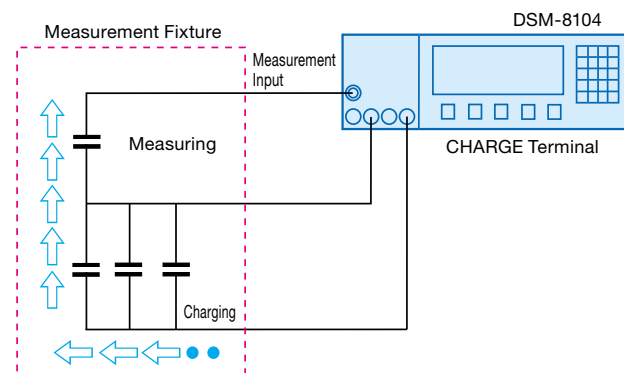 Measurement Fixture
DSM-8104
Measurement
Input
Measuring
CHARGE Terminal
Charging